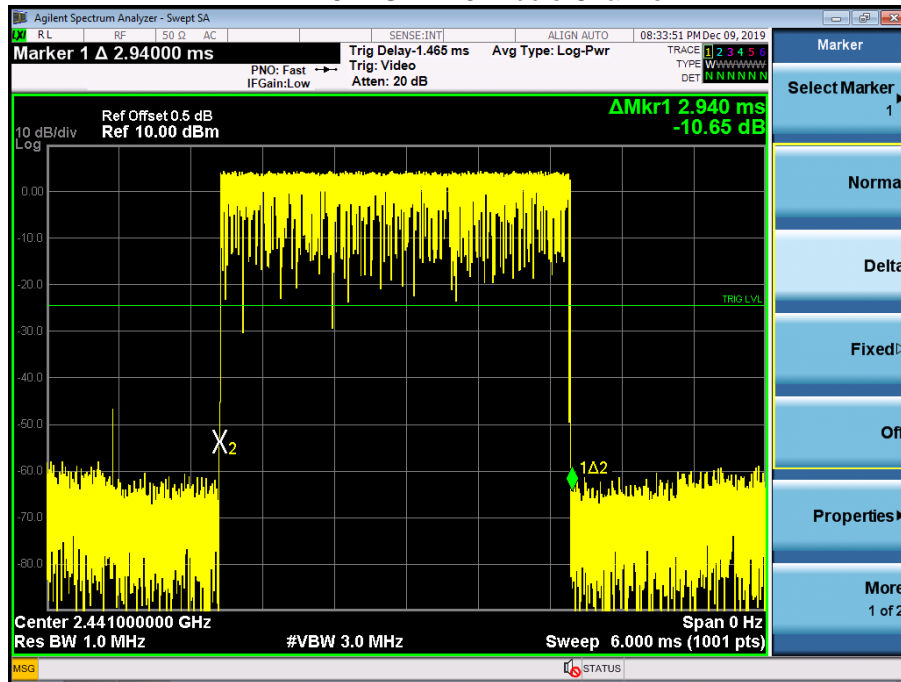 Agilent Spectrum Analyzer - Swept SA
LXI RL RF 50 Ω AC SENSE:INT ALIGN AUTO 08:33:51 PM Dec 09, 2019
Marker 1 Δ 2.94000 ms
PNO: Fast
IFGain:Low
Trig Delay-1.465 ms
Trig: Video
Atten: 20 dB
Avg Type: Log-Pwr
TRACE 1 2 3 4 5 6
TYPE WWWWWWW
DET N N N N N N
ΔMkr1 2.940 ms
-10.65 dB
Ref Offset 0.5 dB
10 dB/div Ref 10.00 dBm
Log
0.00
-10.0
-20.0
TRIG LVL
-30.0
-40.0
-50.0
X2
-60.0
1Δ2
-70.0
-80.0
Center 2.441000000 GHz Span 0 Hz
Res BW 1.0 MHz #VBW 3.0 MHz Sweep 6.000 ms (1001 pts)
MSG STATUS
Marker
Select Marker
1
Norma
Delta
Fixed
Off
Properties
More
1 of 2